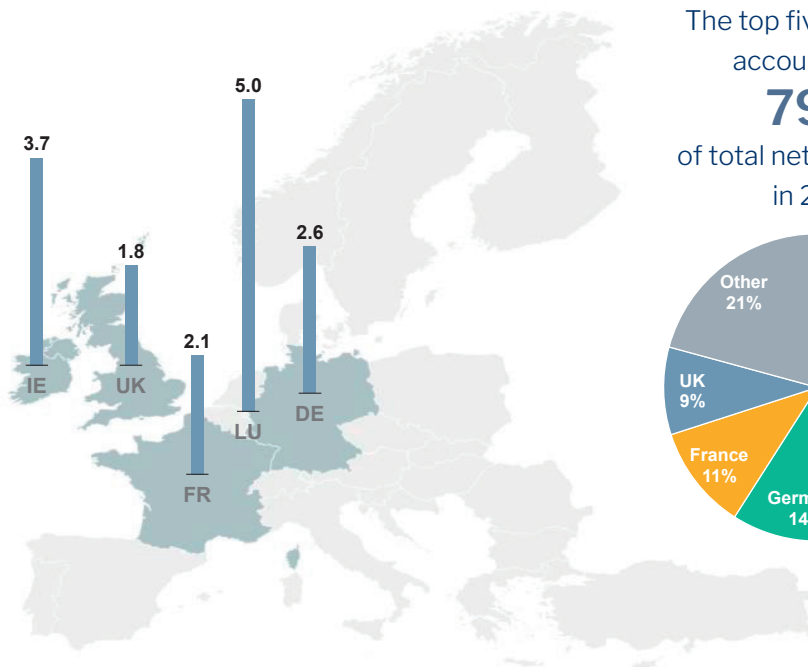 The top
accou
79
of total net
in 2
5.0
3.7
2.6
1.8
2.1
IE
UK
DE
LU
FR
Other
21%
UK
9%
France
11%
Germ
14